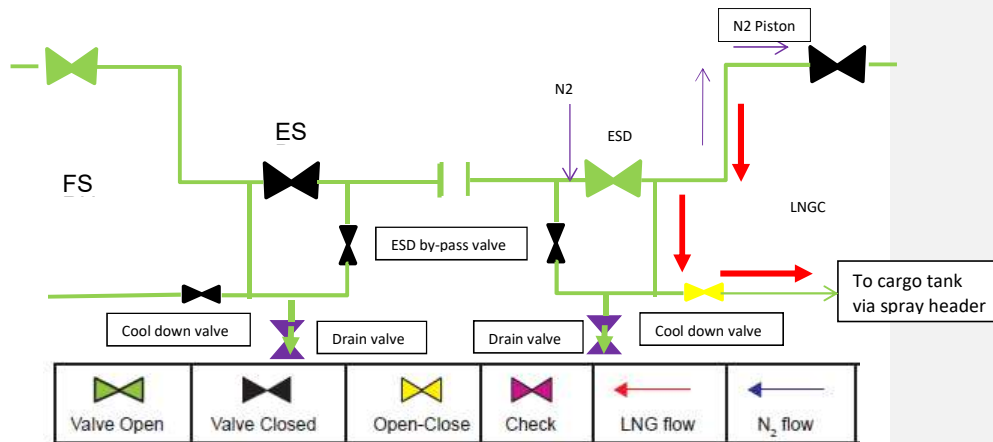 N2 Piston
N2
ES
ESD
FS
LNGC
ESD by-pass valve
To cargo tank
via spray header
Cool down valve
Drain valve
Drain valve
Cool down valve
Valve Open
Valve Closed
Open-Close
Check
LNG flow
N₂ flow